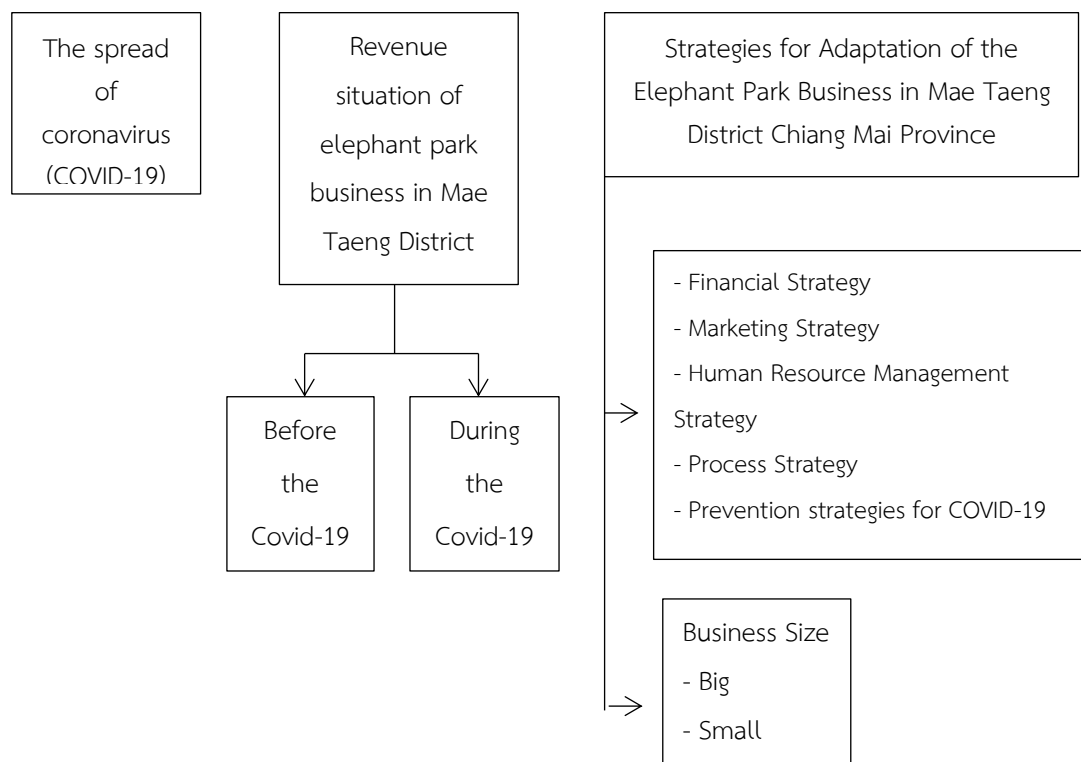 The spread
of
coronavirus
(COVID-19)
Revenue
situation of
elephant park
business in Mae
Taeng District
Strategies for Adaptation of the
Elephant Park Business in Mae Taeng
District Chiang Mai Province
- Financial Strategy
- Marketing Strategy
- Human Resource Management
Strategy
- Process Strategy
- Prevention strategies for COVID-19
Before
the
Covid-19
During
the
Covid-19
Business Size
- Big
- Small